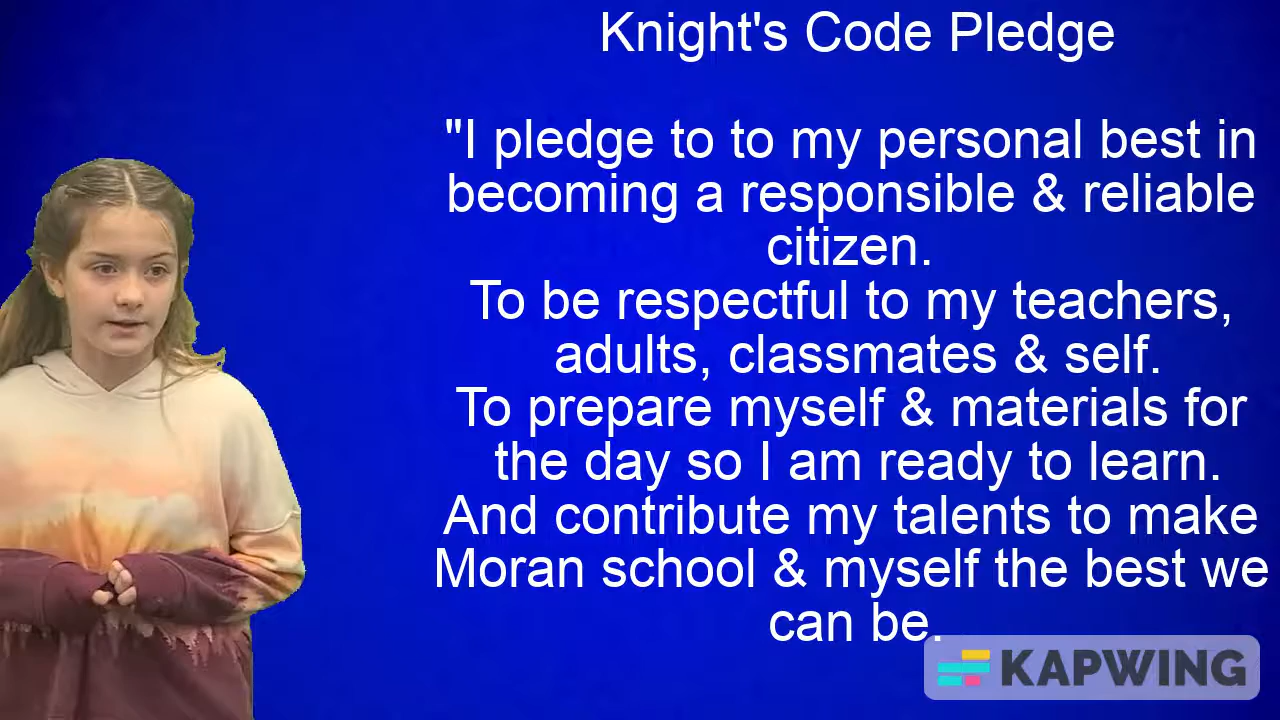 Knight's Code Pledge
"I pledge to to my personal best in
becoming a responsible & reliable
citizen.
To be respectful to my teachers,
adults, classmates & self.
To prepare myself & materials for
the day so I am ready to learn.
And contribute my talents to make
Moran school & myself the best we
can be.
KAPWING